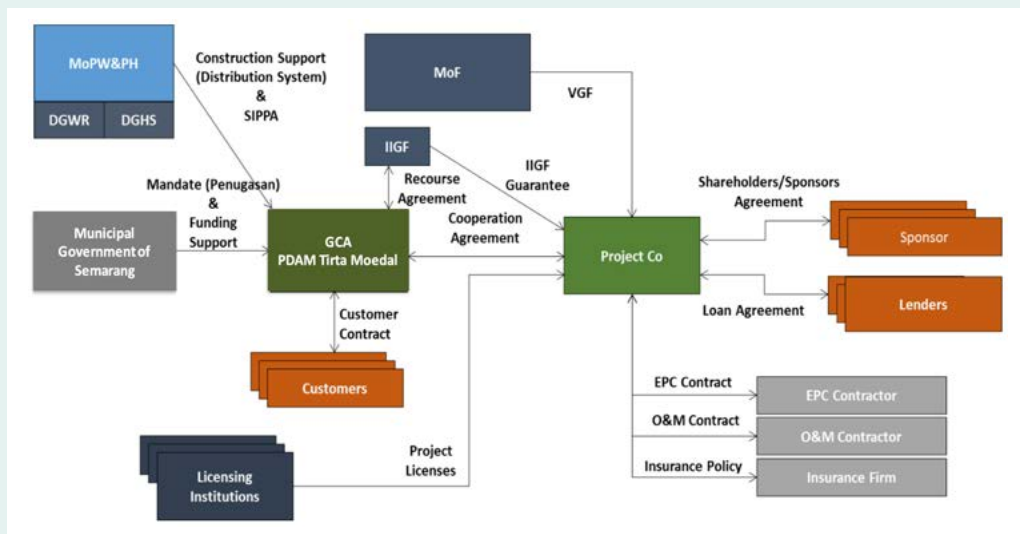 MoPW&PH
DGWR
DGHS
Construction Support
(Distribution System)
&
SIPPA
MoF
VGF
IIGF
IIGF
Guarantee
Recourse
Agreement
Mandate (Penugasan)
&
Funding
Support
Municipal
Government of
Semarang
GCA
PDAM Tirta Moedal
Cooperation
Agreement
Project Co
Shareholders/Sponsors
Agreement
Sponsor
Loan Agreement
Lenders
Customer
Contract
Customers
EPC Contract
EPC Contractor
O&M Contract
O&M Contractor
Insurance Policy
Insurance Firm
Project
Licenses
Licensing
Institutions